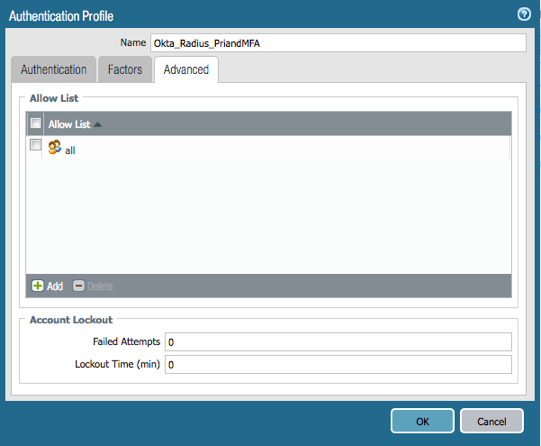 Authentication Profile
Name Okta_Radius_PriandMFA
Authentication Factors Advanced
Allow List
Allow List
all
Add Delete
Account Lockout
Failed Attempts 0
Lockout Time (min) 0
OK Cancel